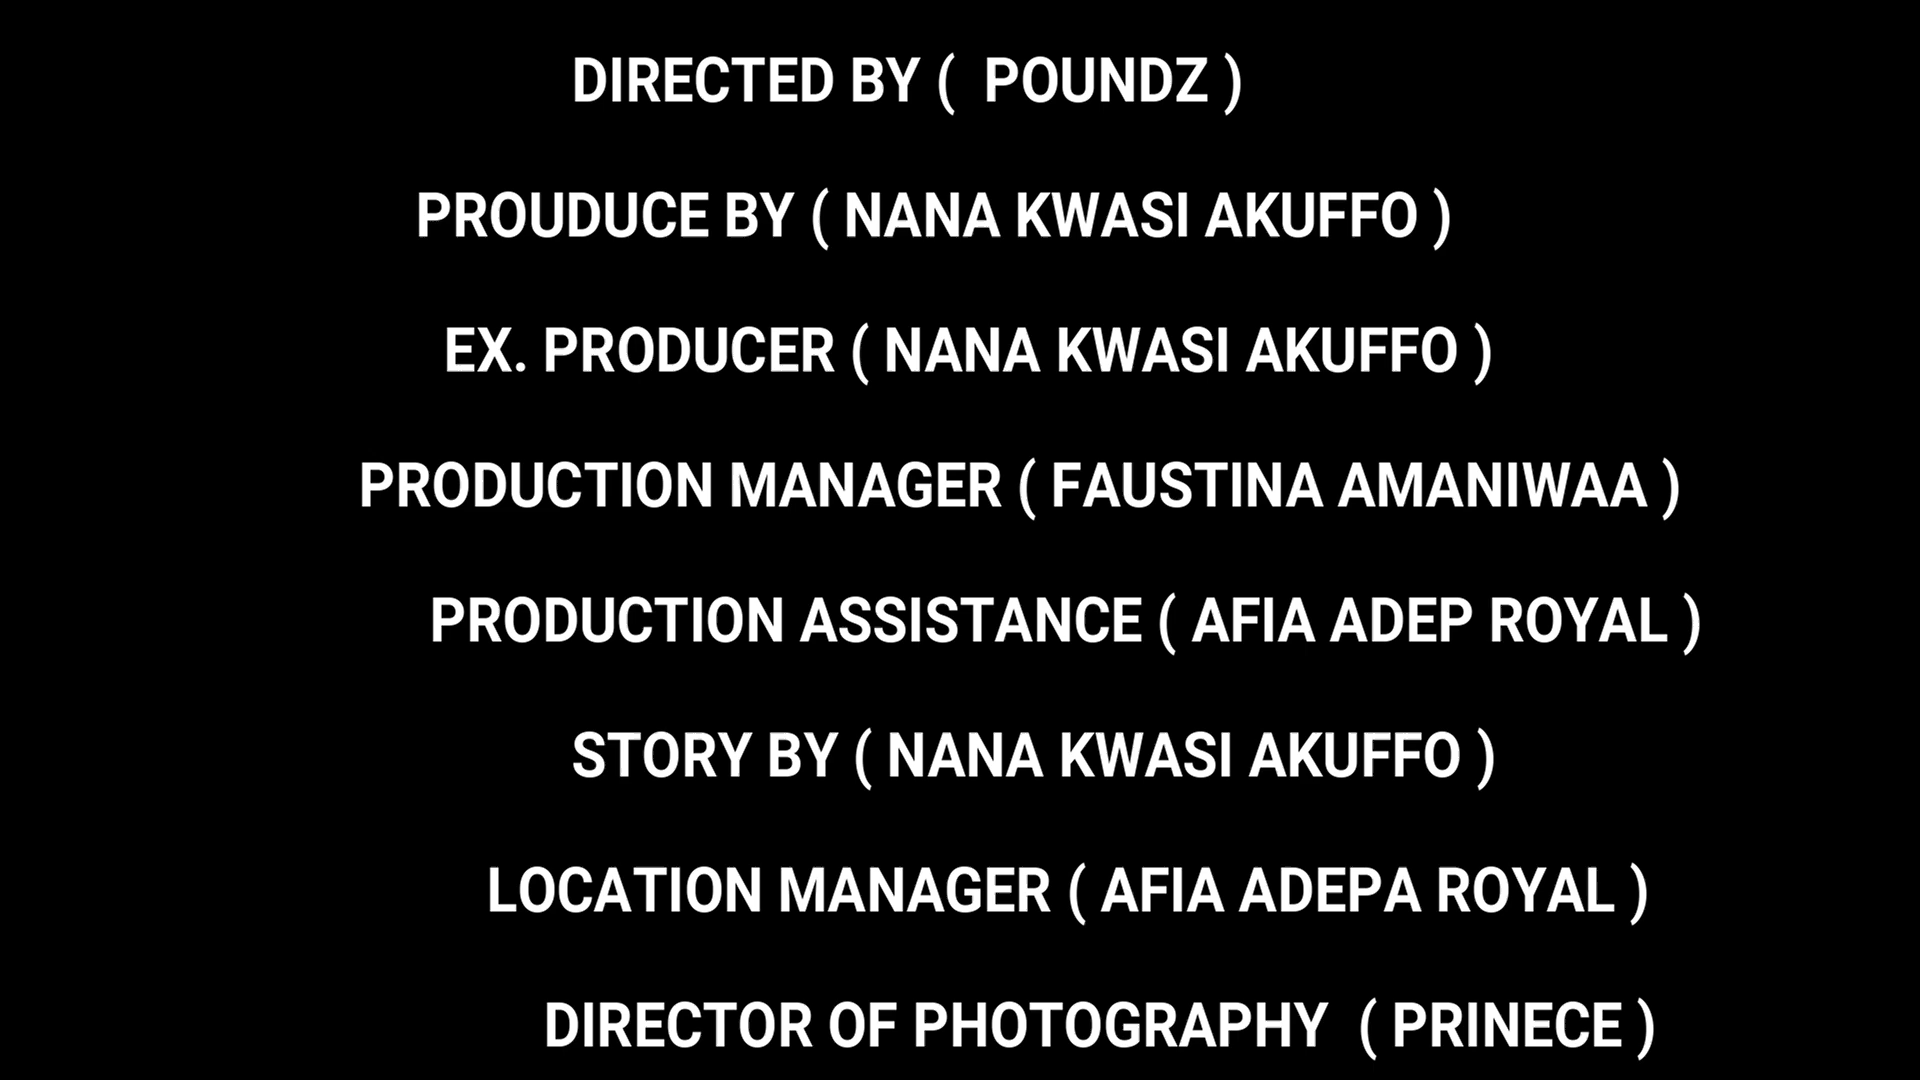 DIRECTED BY ( POUNDZ )
PROUDUCE BY ( NANA KWASI AKUFFO )
EX. PRODUCER ( NANA KWASI AKUFFO )
PRODUCTION MANAGER ( FAUSTINA AMANIWAA )
PRODUCTION ASSISTANCE ( AFIA ADEP ROYAL )
STORY BY ( NANA KWASI AKUFFO )
LOCATION MANAGER ( AFIA ADEPA ROYAL )
DIRECTOR OF PHOTOGRAPHY ( PRINECE )